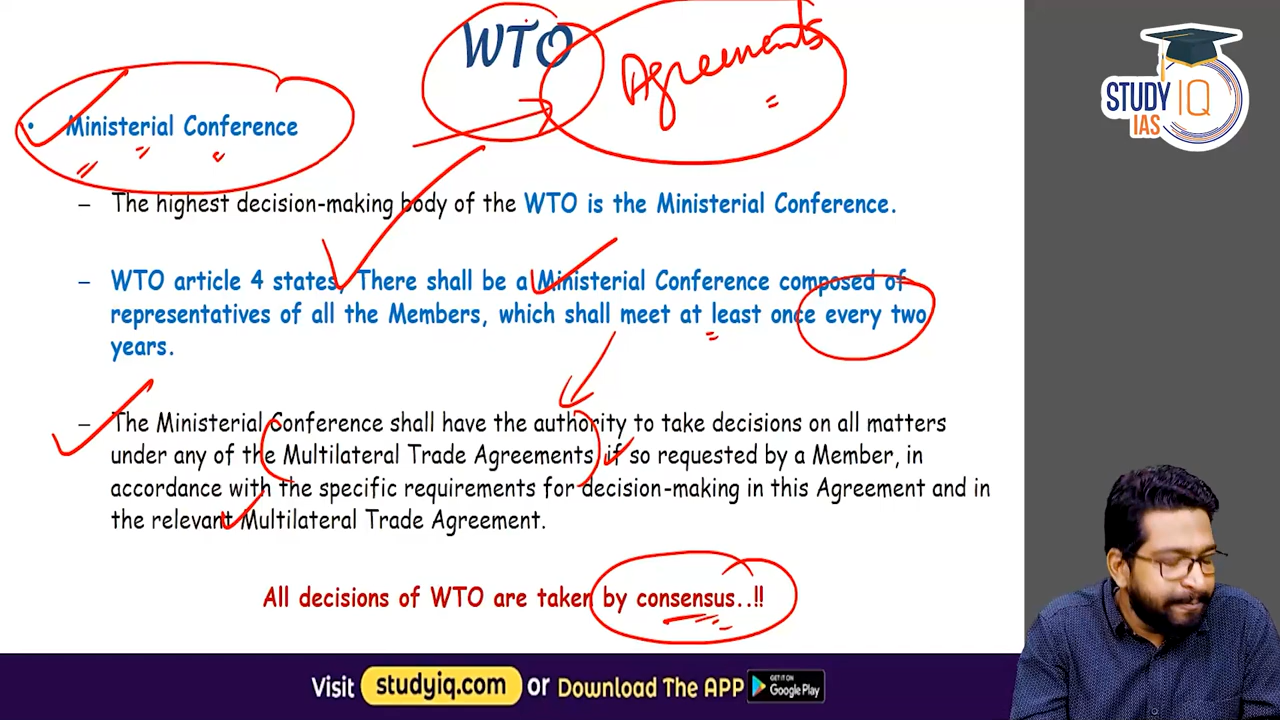 WTO
Agreements
STUDY IQ
IAS
• Ministerial Conference
– The highest decision-making body of the WTO is the Ministerial Conference.
– WTO article 4 states, There shall be a Ministerial Conference composed of
representatives of all the Members, which shall meet at least once every two
years.
– The Ministerial Conference shall have the authority to take decisions on all matters
under any of the Multilateral Trade Agreements, if so requested by a Member, in
accordance with the specific requirements for decision-making in this Agreement and in
the relevant Multilateral Trade Agreement.
All decisions of WTO are taken by consensus..!!
Visit studyiq.com or Download The APP GET IT ON Google Play